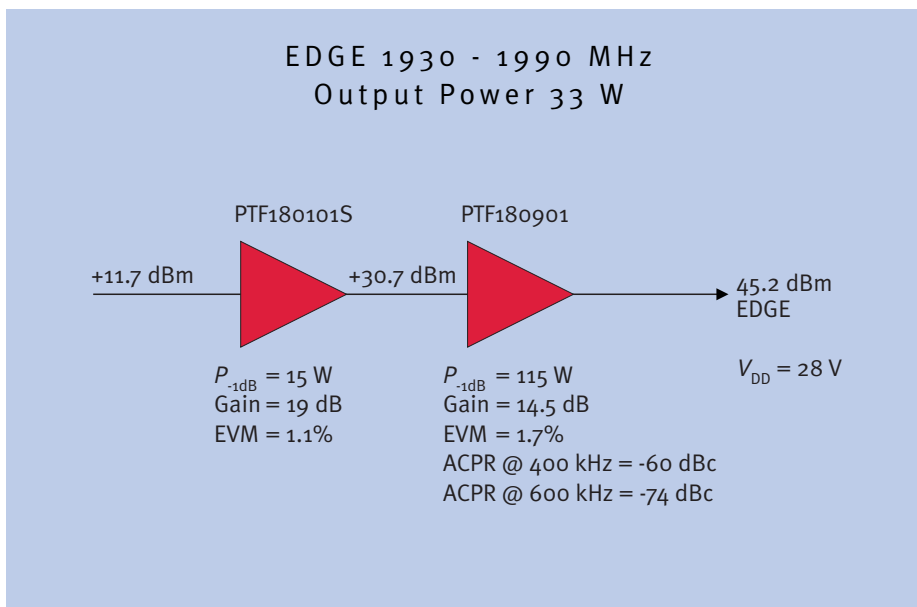 EDGE 1930 - 1990 MHz
Output Power 33 W
PTF180101S
PTF180901
+11.7 dBm
+30.7 dBm
45.2 dBm
EDGE
P-1dB = 15 W
Gain = 19 dB
EVM = 1.1%
P-1dB = 115 W
Gain = 14.5 dB
EVM = 1.7%
ACPR @ 400 kHz = -60 dBc
ACPR @ 600 kHz = -74 dBc
VDD = 28 V